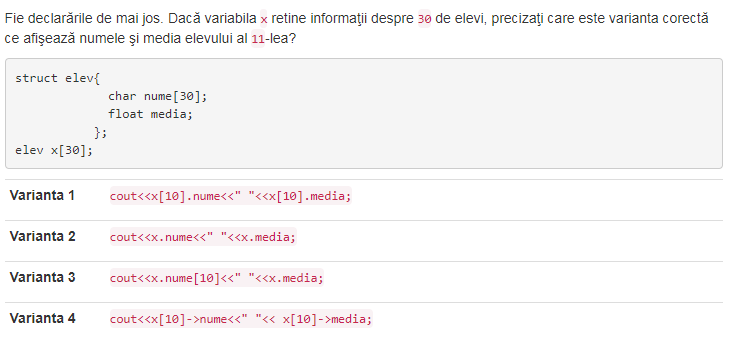 Fie declarările de mai jos. Dacă variabila x retine informaţii despre 30 de elevi, precizaţi care este varianta corectă
ce afişează numele şi media elevului al 11-lea?
struct elev{
char nume[30];
float media;
};
elev x[30];
Varianta 1 cout<<x[10].nume<<" "<<x[10].media;
Varianta 2 cout<<x.nume<<" "<<x.media;
Varianta 3 cout<<x.nume[10]<<" "<<x.media;
Varianta 4 cout<<x[10]->nume<<" "<< x[10]->media;